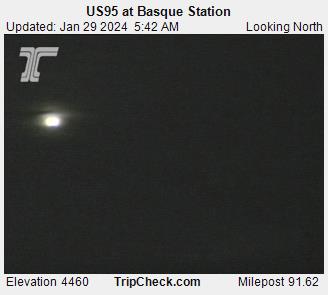 US95 at Basque Station
Updated: Jan 29 2024 5:42 AM Looking North
Elevation 4460 TripCheck.com Milepost 91.62